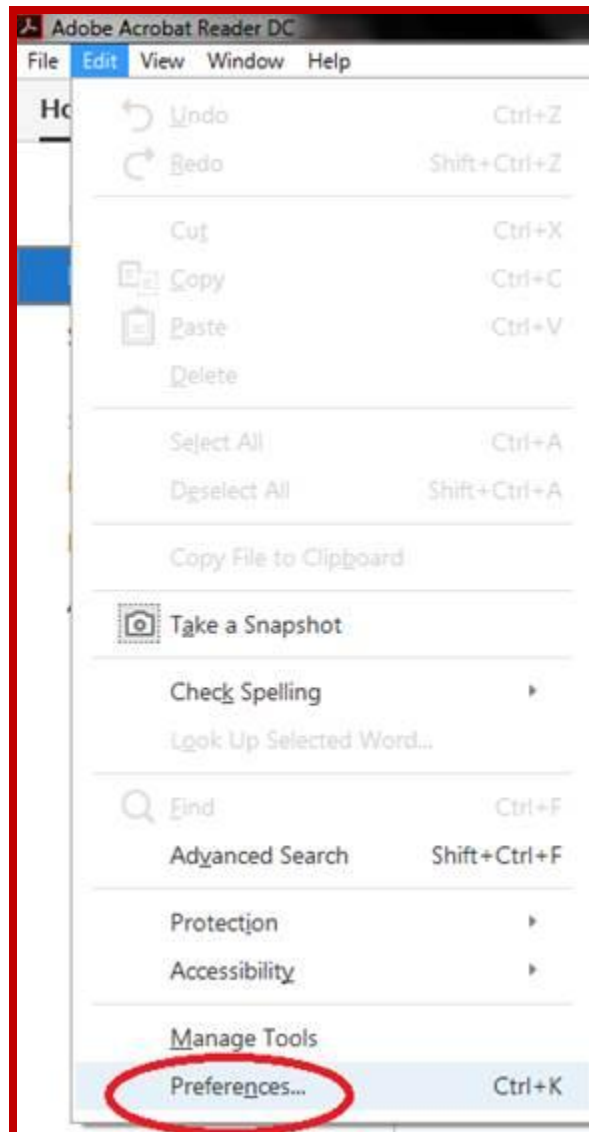 Adobe Acrobat Reader DC
File Edit View Window Help
Ho
Undo Ctrl+Z
Redo Shift+Ctrl+Z
Cut Ctrl+X
Copy Ctrl+C
Paste Ctrl+V
Delete
Select All Ctrl+A
Deselect All Shift+Ctrl+A
Copy File to Clipboard
Take a Snapshot
Check Spelling
Look Up Selected Word...
Find Ctrl+F
Advanced Search Shift+Ctrl+F
Protection
Accessibility
Manage Tools
Preferences... Ctrl+K